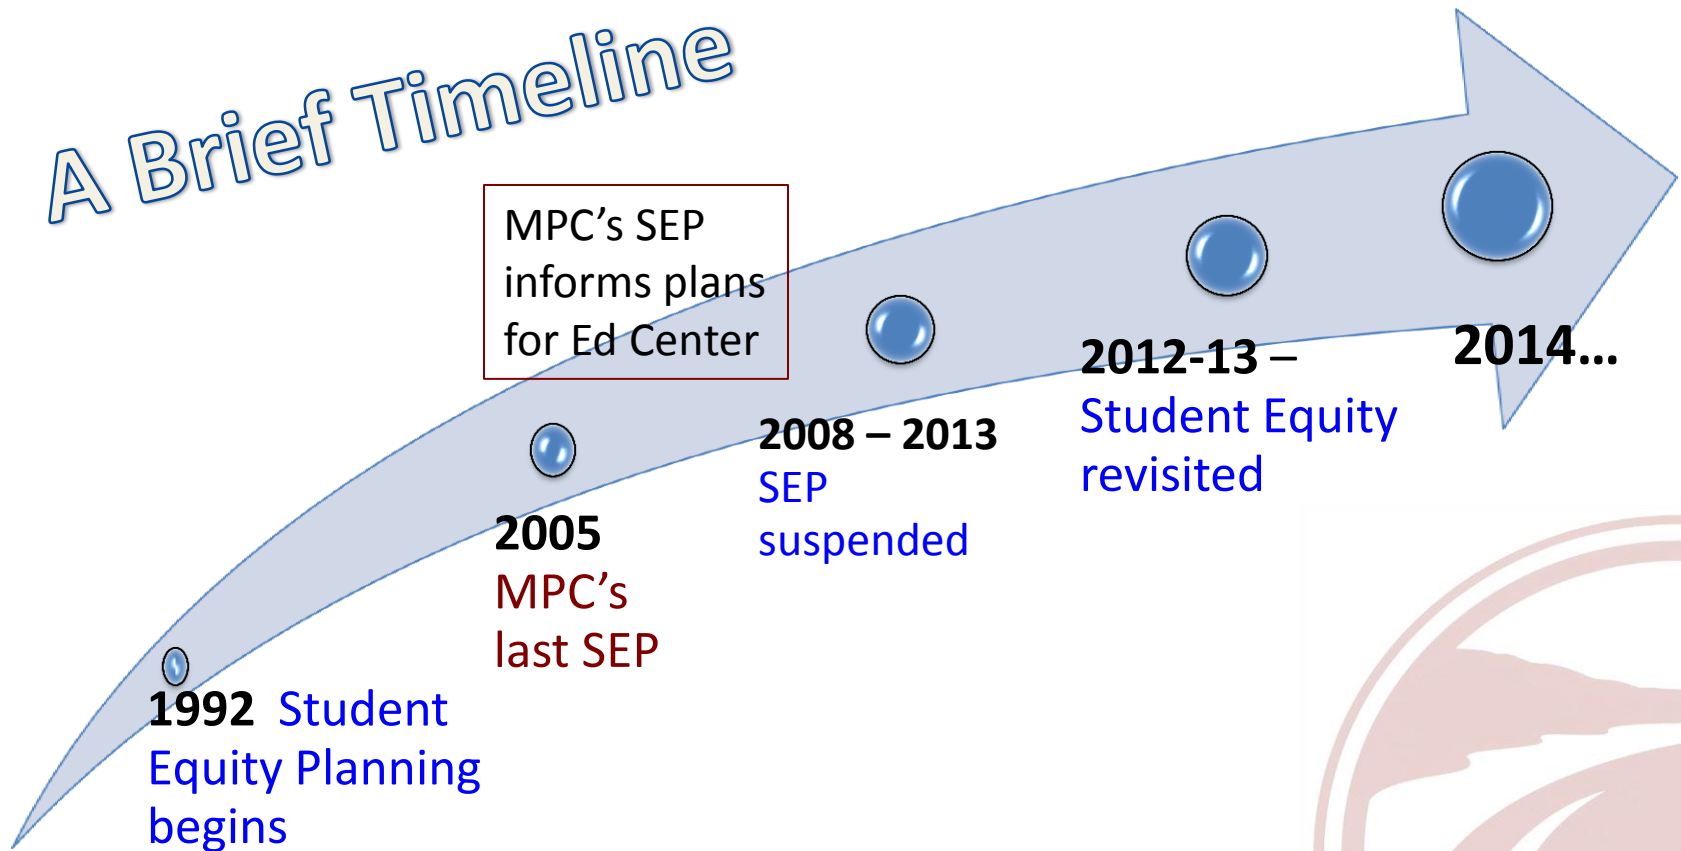 A Brief Timeline
MPC’s SEP
informs plans
for Ed Center
1992 Student
Equity Planning
begins
2005
MPC’s
last SEP
2008 – 2013
SEP
suspended
2012-13 –
Student Equity
revisited
2014...